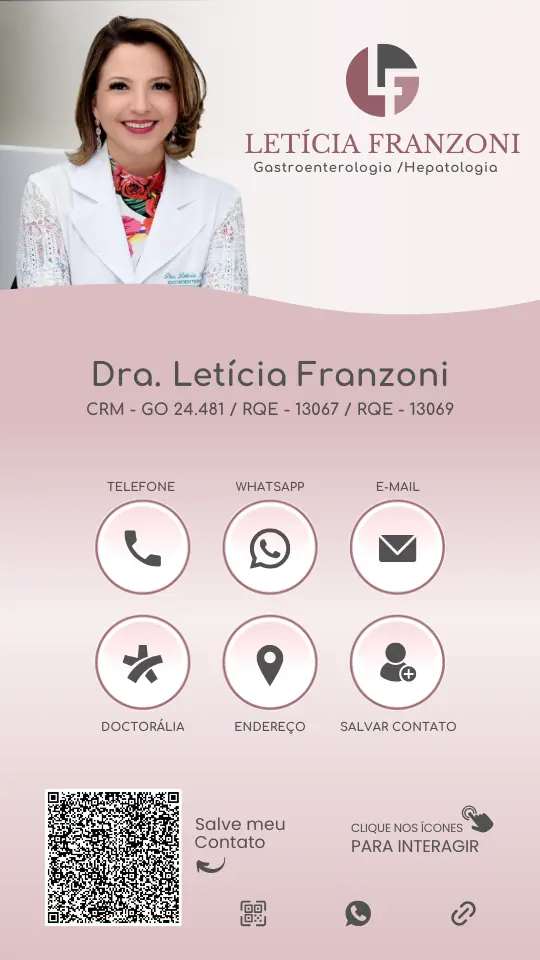 LF
LETÍCIA FRANZONI
Gastroenterologia /Hepatologia
Dra. Letícia Franzoni
CRM - GO 24.481 / RQE - 13067 / RQE - 13069
TELEFONE WHATSAPP E-MAIL
DOCTORÁLIA ENDEREÇO SALVAR CONTATO
Salve meu
Contato
CLIQUE NOS ÍCONES
PARA INTERAGIR